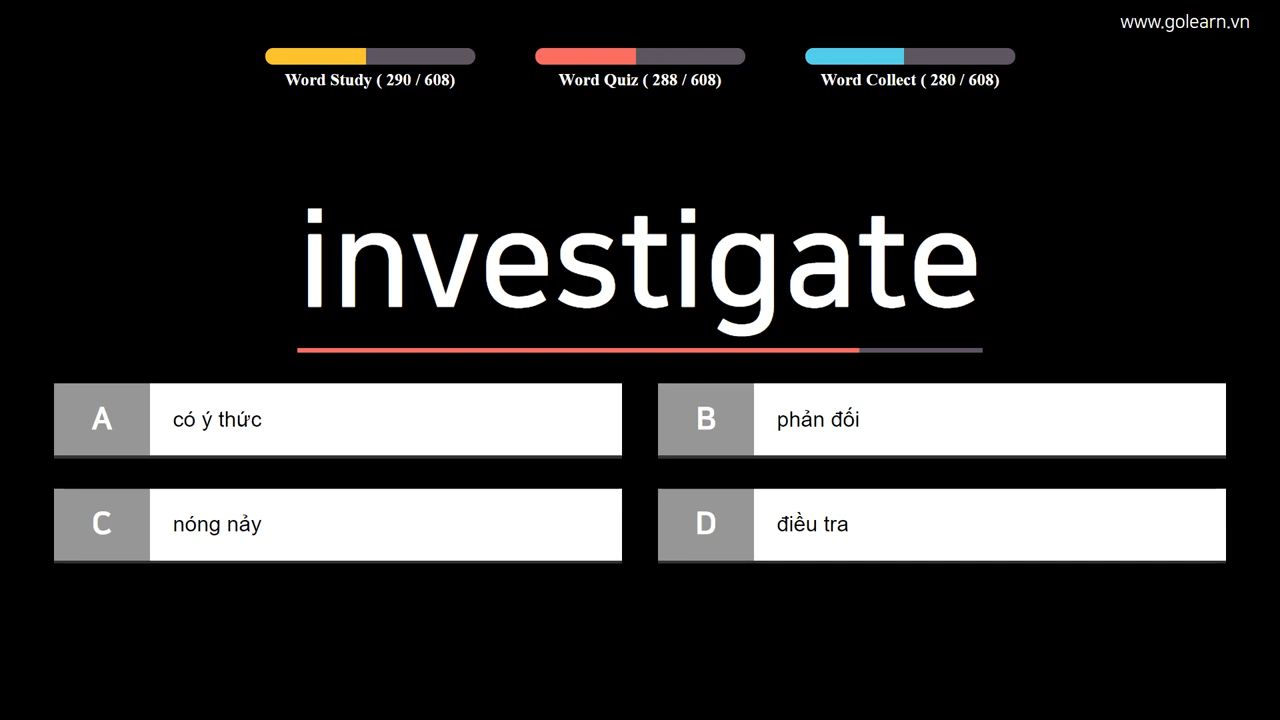 www.golearn.vn
Word Study ( 290 / 608)
Word Quiz ( 288 / 608)
Word Collect ( 280 / 608)
investigate
A có ý thức
B phản đối
C nóng nảy
D điều tra